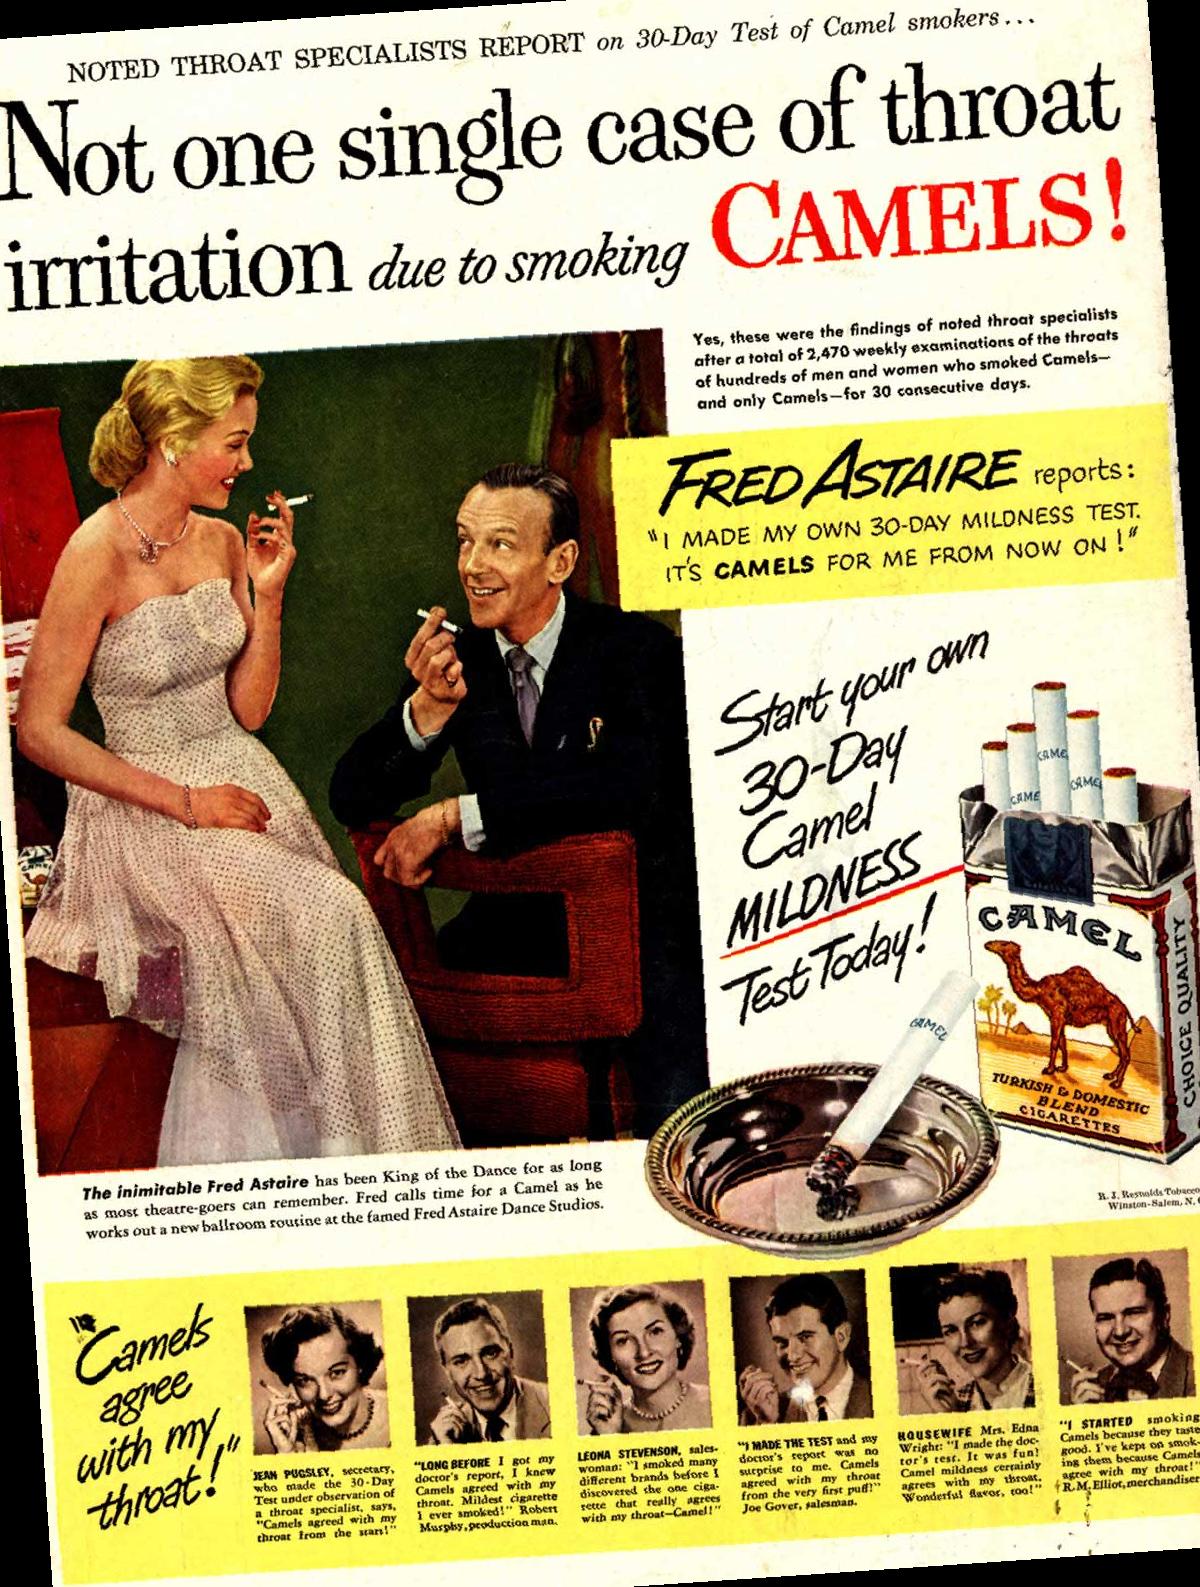 NOTED THROAT SPECIALISTS REPORT on 30-Day Test of Camel smokers...
Not one single case of throat
irritation due to smoking CAMELS!
Yes, these were the findings of noted throat specialists
after a total of 2,470 weekly examinations of the throats
of hundreds of men and women who smoked Camels—
and only Camels—for 30 consecutive days.
FRED ASTAIRE reports:
"I MADE MY OWN 30-DAY MILDNESS TEST.
IT'S CAMELS FOR ME FROM NOW ON!"
Start your own
30-Day
Camel
MILDNESS
Test Today!
CAMEL
CAMEL
CAMEL
CAMEL
TURKISH & DOMESTIC
BLEND
CIGARETTES
CHOICE QUALITY
CAMEL
The inimitable Fred Astaire has been King of the Dance for as long
as most theatre-goers can remember. Fred calls time for a Camel as he
works out a new ballroom routine at the famed Fred Astaire Dance Studios.
R. J. Reynolds Tobacco
Winston-Salem, N.
"Camels
agree
with my
throat!"
JEAN PUGSLEY, secretary,
who made the 30-Day
Test under observation of
a throat specialist, says,
"Camels agreed with my
throat from the start!"
"LONG BEFORE I got my
doctor's report, I knew
Camels agreed with my
throat. Mildest cigarette
I ever smoked!" Robert
Murphy, production man.
LEONA STEVENSON, sales-
woman: "I smoked many
different brands before I
discovered the one ciga-
rette that really agrees
with my throat—Camel!"
"I MADE THE TEST and my
doctor's report was no
surprise to me. Camels
agreed with my throat
from the very first puff!"
Joe Gover, salesman.
HOUSEWIFE Mrs. Edna
Wright: "I made the doc-
tor's test. It was fun!
Camel mildness certainly
agrees with my throat.
Wonderful flavor, too!"
"I STARTED smoking
Camels because they taste
good. I've kept on smok-
ing them because Camels
agree with my throat!"
R.M. Elliot, merchandiser